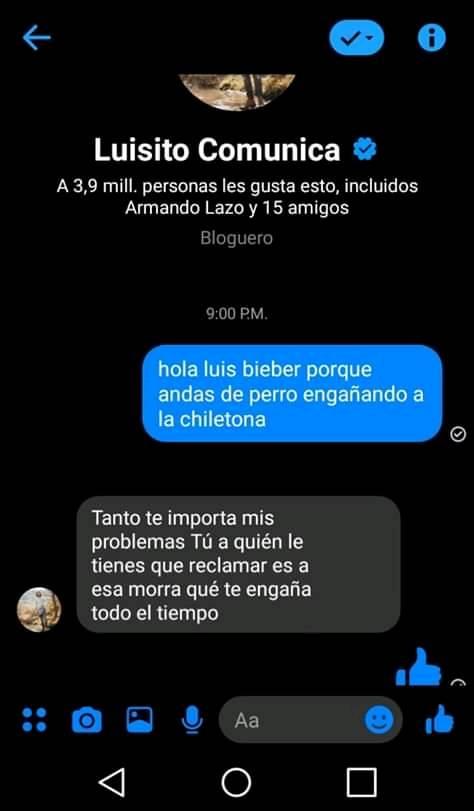 Luisito Comunica
A 3,9 mill. personas les gusta esto, incluidos
Armando Lazo y 15 amigos
Bloguero
9:00 P.M.
hola luis bieber porque
andas de perro engañando a
la chiletona
Tanto te importa mis
problemas Tú a quién le
tienes que reclamar es a
esa morra qué te engaña
todo el tiempo
Aa